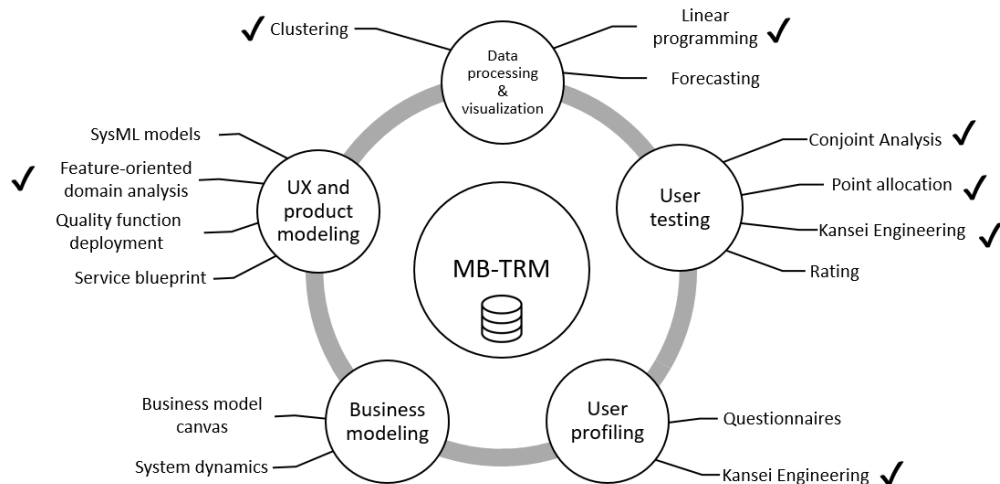 Clustering
Data
processing
&
visualization
Linear
programming
Forecasting
SysML models
Feature-oriented
domain analysis
Quality function
deployment
Service blueprint
UX and
product
modeling
User
testing
Conjoint Analysis
Point allocation
Kansei Engineering
Rating
MB-TRM
Business model
canvas
System dynamics
Business
modeling
User
profiling
Questionnaires
Kansei Engineering